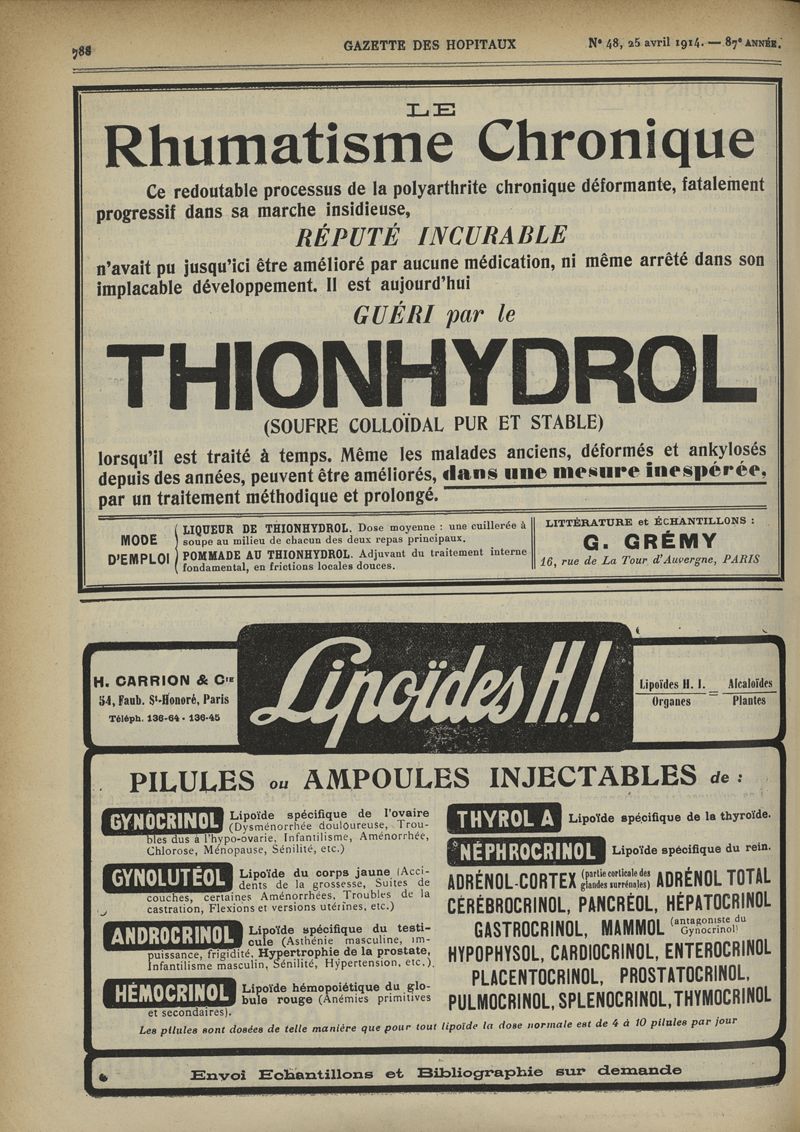 788
GAZETTE DES HOPITAUX
N° 48, 25 avril 1914. — 87e ANNÉE.
LE
Rhumatisme Chronique
Ce redoutable processus de la polyarthrite chronique déformante, fatalement
progressif dans sa marche insidieuse,
RÉPUTÉ INCURABLE
n'avait pu jusqu'ici être amélioré par aucune médication, ni même arrêté dans son
implacable développement. Il est aujourd'hui
GUÉRI par le
THIONHYDROL
(SOUFRE COLLOÏDAL PUR ET STABLE)
lorsqu'il est traité à temps. Même les malades anciens, déformés et ankylosés
depuis des années, peuvent être améliorés, dans une mesure inespérée,
par un traitement méthodique et prolongé.
MODE
D'EMPLOI
LIQUEUR DE THIONHYDROL. Dose moyenne : une cuillerée à
soupe au milieu de chacun des deux repas principaux.
POMMADE AU THIONHYDROL. Adjuvant du traitement interne
fondamental, en frictions locales douces.
LITTÉRATURE et ÉCHANTILLONS :
G. GRÉMY
16, rue de La Tour d'Auvergne, PARIS
H. CARRION & Cie
54, Faub. St-Honoré, Paris
Téléph. 136-64 - 136-45
Lipoïdes H.I.
Lipoïdes H. I. = Alcaloïdes
Organes Plantes
PILULES ou AMPOULES INJECTABLES de :
GYNOCRINOL Lipoïde spécifique de l'ovaire
(Dysménorrhée douloureuse, Trou-
bles dus à l'hypo-ovarie, Infantilisme, Aménorrhée,
Chlorose, Ménopause, Sénilité, etc.)
GYNOLUTÉOL Lipoïde du corps jaune (Acci-
dents de la grossesse, Suites de
couches, certaines Aménorrhées, Troubles de la
castration, Flexions et versions utérines, etc.)
ANDROCRINOL Lipoïde spécifique du testi-
cule (Asthénie masculine, im-
puissance, frigidité, Hypertrophie de la prostate,
Infantilisme masculin, Sénilité, Hypertension, etc.).
HÉMOCRINOL Lipoïde hémopoiétique du glo-
bule rouge (Anémies primitives
et secondaires).
THYROL A Lipoïde spécifique de la thyroïde.
NÉPHROCRINOL Lipoïde spécifique du rein.
ADRÉNOL-CORTEX (partie corticale des glandes surrénales) ADRÉNOL TOTAL
CÉRÉBROCRINOL, PANCRÉOL, HÉPATOCRINOL
GASTROCRINOL, MAMMOL (antagoniste du Gynocrinol)
HYPOPHYSOL, CARDIOCRINOL, ENTEROCRINOL
PLACENTOCRINOL, PROSTATOCRINOL,
PULMOCRINOL, SPLENOCRINOL, THYMOCRINOL
Les pilules sont dosées de telle manière que pour tout lipoïde la dose normale est de 4 à 10 pilules par jour
Envoi Echantillons et Bibliographie sur demande